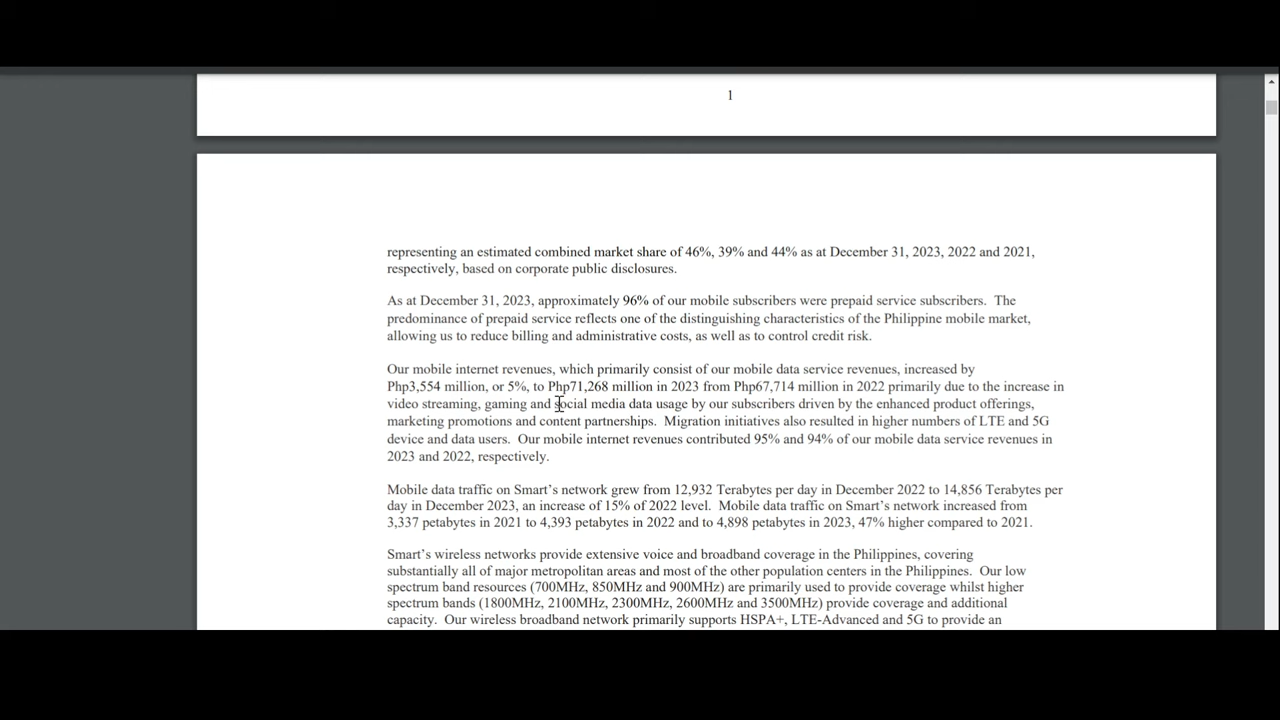 1
representing an estimated combined market share of 46%, 39% and 44% as at December 31, 2023, 2022 and 2021,
respectively, based on corporate public disclosures.
As at December 31, 2023, approximately 96% of our mobile subscribers were prepaid service subscribers.  The
predominance of prepaid service reflects one of the distinguishing characteristics of the Philippine mobile market,
allowing us to reduce billing and administrative costs, as well as to control credit risk.
Our mobile internet revenues, which primarily consist of our mobile data service revenues, increased by
Php3,554 million, or 5%, to Php71,268 million in 2023 from Php67,714 million in 2022 primarily due to the increase in
video streaming, gaming and social media data usage by our subscribers driven by the enhanced product offerings,
marketing promotions and content partnerships.  Migration initiatives also resulted in higher numbers of LTE and 5G
device and data users.  Our mobile internet revenues contributed 95% and 94% of our mobile data service revenues in
2023 and 2022, respectively.
Mobile data traffic on Smart's network grew from 12,932 Terabytes per day in December 2022 to 14,856 Terabytes per
day in December 2023, an increase of 15% of 2022 level.  Mobile data traffic on Smart's network increased from
3,337 petabytes in 2021 to 4,393 petabytes in 2022 and to 4,898 petabytes in 2023, 47% higher compared to 2021.
Smart's wireless networks provide extensive voice and broadband coverage in the Philippines, covering
substantially all of major metropolitan areas and most of the other population centers in the Philippines.  Our low
spectrum band resources (700MHz, 850MHz and 900MHz) are primarily used to provide coverage whilst higher
spectrum bands (1800MHz, 2100MHz, 2300MHz, 2600MHz and 3500MHz) provide coverage and additional
capacity.  Our wireless broadband network primarily supports HSPA+, LTE-Advanced and 5G to provide an